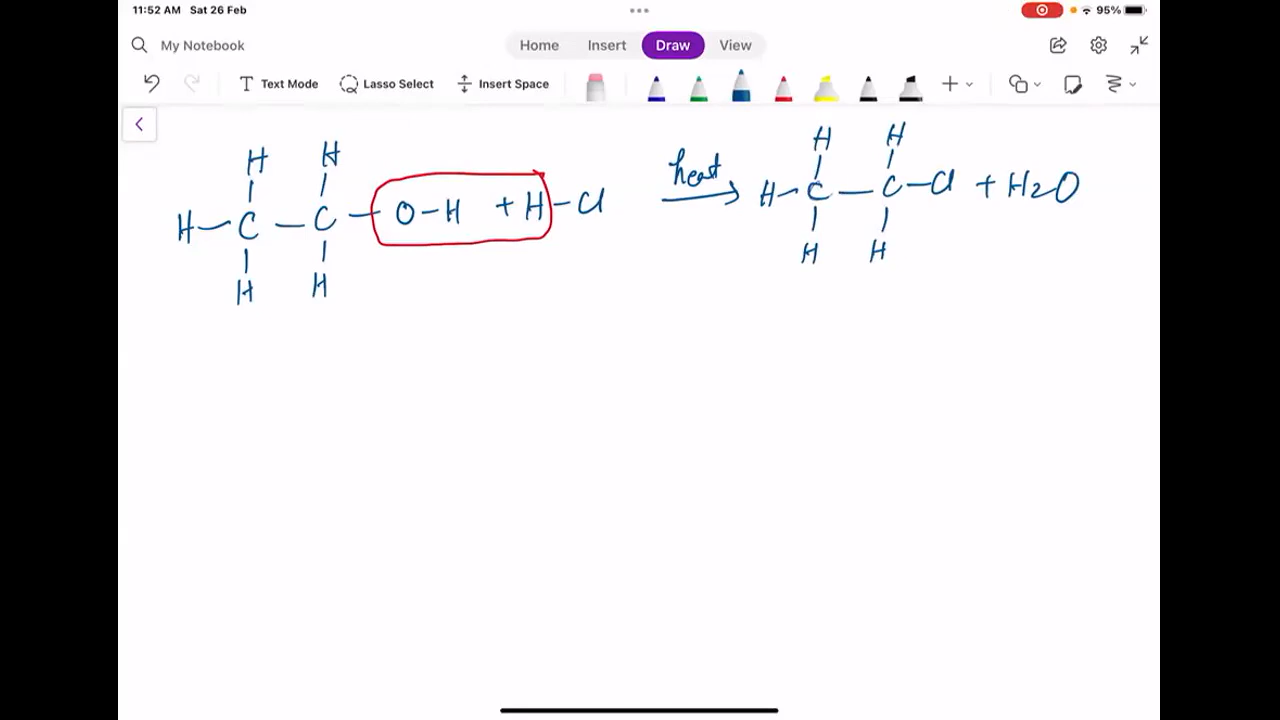 11:52 AM Sat 26 Feb
95%
My Notebook
Home Insert Draw View
Text Mode Lasso Select Insert Space
H H H H
heat
H-C-C-O-H +H-Cl H-C-C-Cl + H2O
H H H H